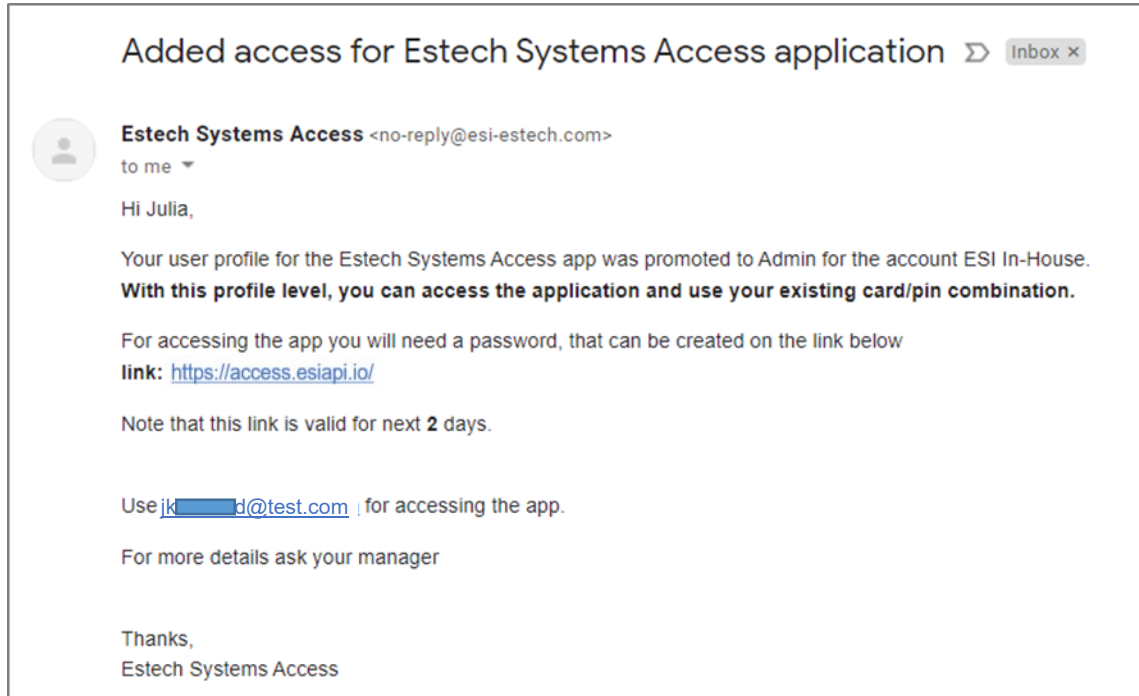 Added access for Estech Systems Access application Inbox ×
Estech Systems Access <no-reply@esi-estech.com>
to me
Hi Julia,
Your user profile for the Estech Systems Access app was promoted to Admin for the account ESI In-House.
With this profile level, you can access the application and use your existing card/pin combination.
For accessing the app you will need a password, that can be created on the link below
link: https://access.esiapi.io/
Note that this link is valid for next 2 days.
Use jk d@test.com for accessing the app.
For more details ask your manager
Thanks,
Estech Systems Access